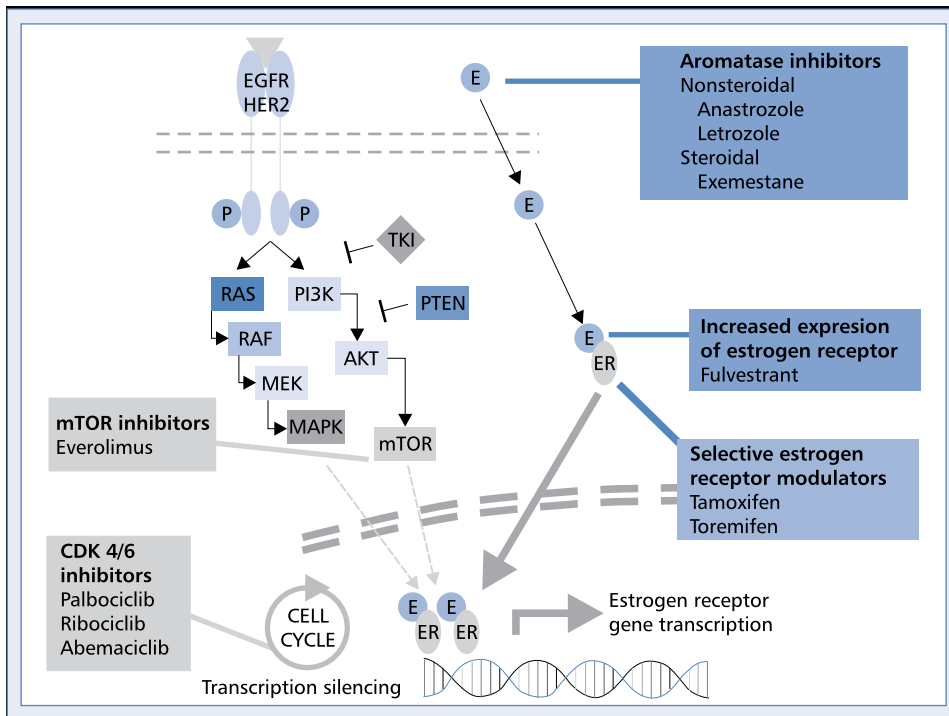 EGFR
HER2
E
Aromatase inhibitors
Nonsteroidal
Anastrozole
Letrozole
Steroidal
Exemestane
E
P
P
TKI
RAS
PI3K
PTEN
RAF
AKT
MEK
MAPK
mTOR
E
ER
Increased expresion
of estrogen receptor
Fulvestrant
mTOR inhibitors
Everolimus
Selective estrogen
receptor modulators
Tamoxifen
Toremifen
CDK 4/6
inhibitors
Palbociclib
Ribociclib
Abemaciclib
CELL
CYCLE
E
E
ER
ER
Estrogen receptor
gene transcription
Transcription silencing